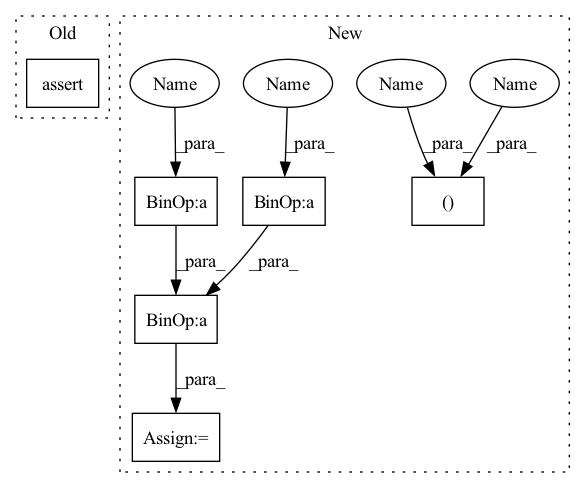 Old
New
assert
Name
Name
Name
Name
_para_
_para_
_para_
_para_
BinOp:a
BinOp:a
()
_para_
_para_
BinOp:a
_para_
Assign:=